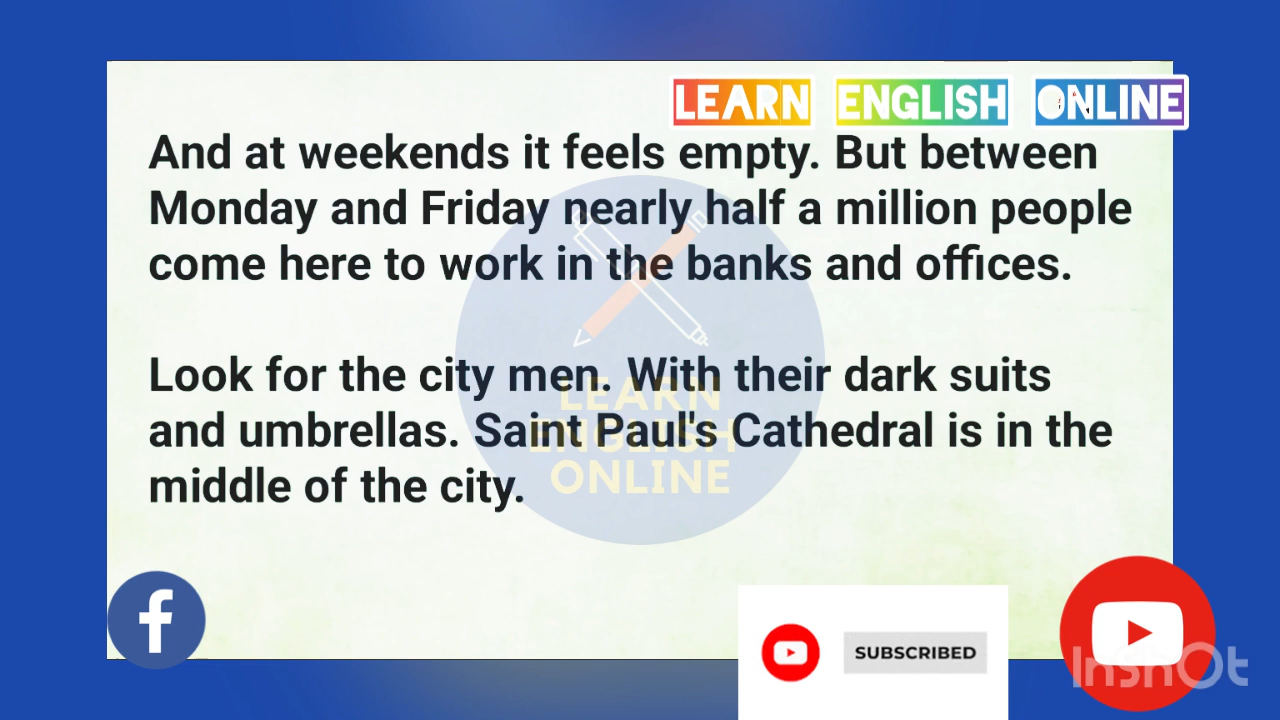 LEARN ENGLISH ONLINE
And at weekends it feels empty. But between
Monday and Friday nearly half a million people
come here to work in the banks and offices.
Look for the city men. With their dark suits
and umbrellas. Saint Paul's Cathedral is in the
middle of the city.
LEARN
ENGLISH
ONLINE
f
SUBSCRIBED
InShOt